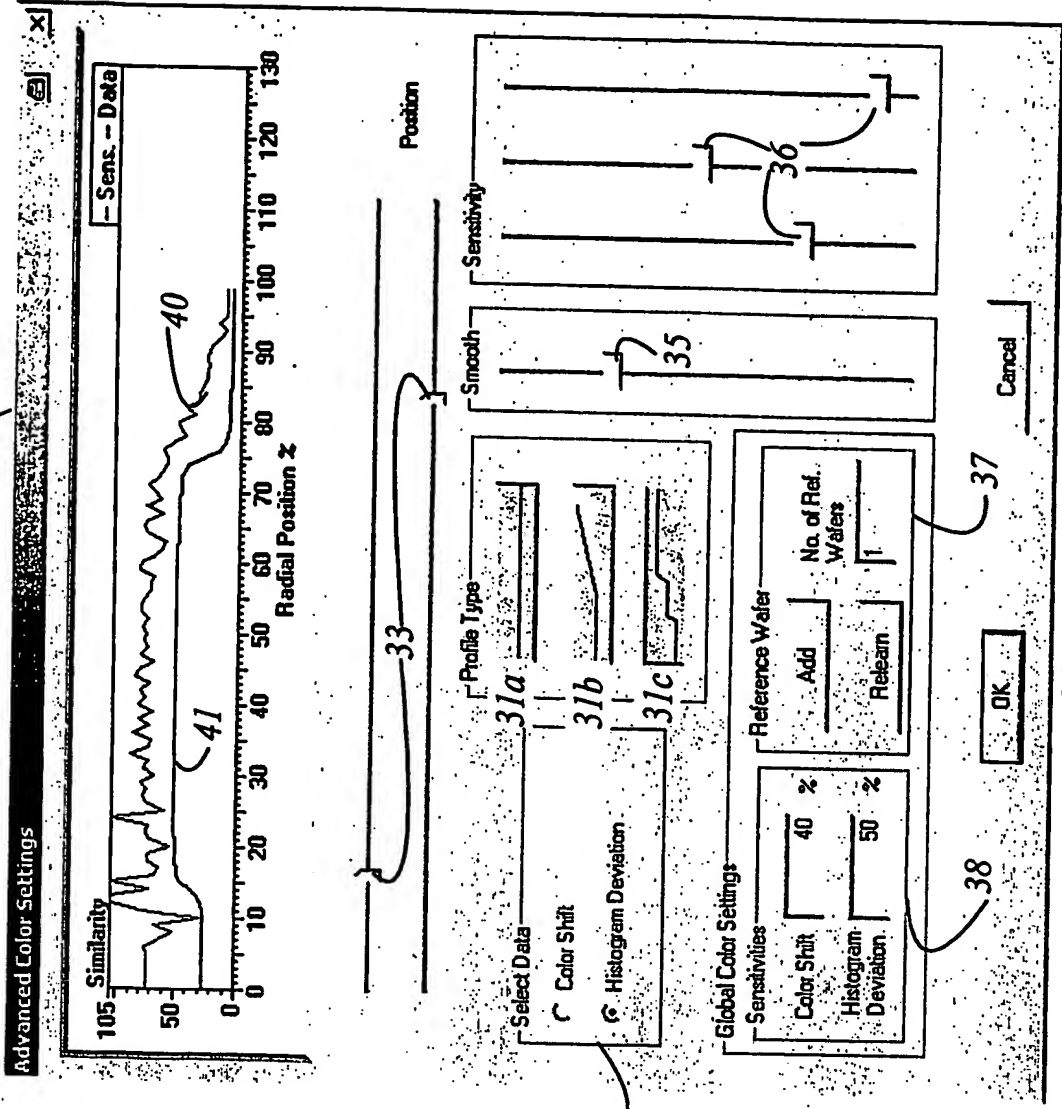 Advanced Color Settings
Similarity
– Sens. – Data
105
50
0
40
41
0 10 20 30 40 50 60 70 80 90 100 110 120 130
Radial Position %
33
Position
Select Data
Color Shift
Histogram Deviation
Profile Type
31a
31b
31c
Smooth
35
Sensitivity
36
Global Color Settings
Sensitivities
Color Shift 40 %
Histogram Deviation 50 %
Reference Wafer
Add
Relearn
No. of Ref. Wafers
1
38
37
OK
Cancel